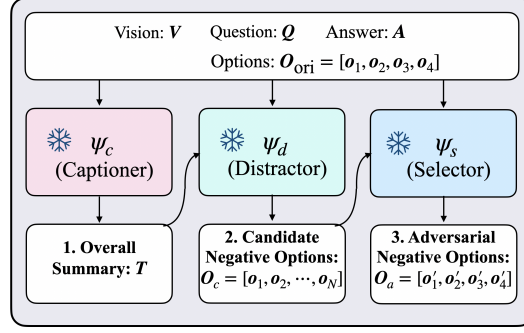 Vision: V Question: Q Answer: A
Options: O_ori = [o_1, o_2, o_3, o_4]
ψ_c
(Captioner)
ψ_d
(Distractor)
ψ_s
(Selector)
1. Overall
Summary: T
2. Candidate
Negative Options:
O_c = [o_1, o_2, ⋯, o_N]
3. Adversarial
Negative Options:
O_a = [o′_1, o′_2, o′_3, o′_4]